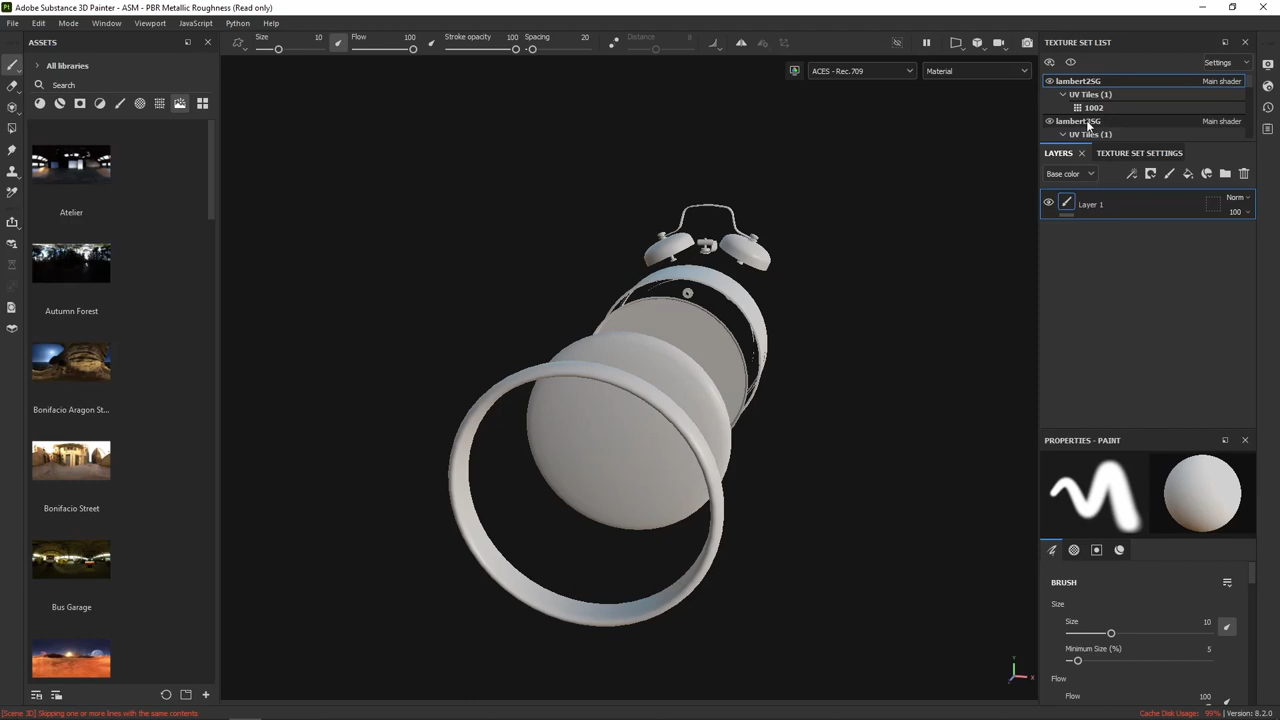 Adobe Substance 3D Painter - ASM - PBR Metallic Roughness (Read only)
File Edit Mode Window Viewport JavaScript Python Help
ASSETS
Size 10 Flow 100 Stroke opacity 100 Spacing 20 Distance 8
All libraries
Search
ACES - Rec.709
Material
Atelier
Autumn Forest
Bonifacio Aragon St...
Bonifacio Street
Bus Garage
TEXTURE SET LIST
Settings
lambert2SG Main shader
UV Tiles (1)
1002
lambert3SG Main shader
UV Tiles (1)
LAYERS TEXTURE SET SETTINGS
Base color
Layer 1 Norm
100
PROPERTIES - PAINT
BRUSH
Size
Size 10
Minimum Size (%) 5
Flow
Flow 100
[Scene 3D] Skipping one or more lines with the same contents
Cache Disk Usage: 99% | Version: 8.2.0